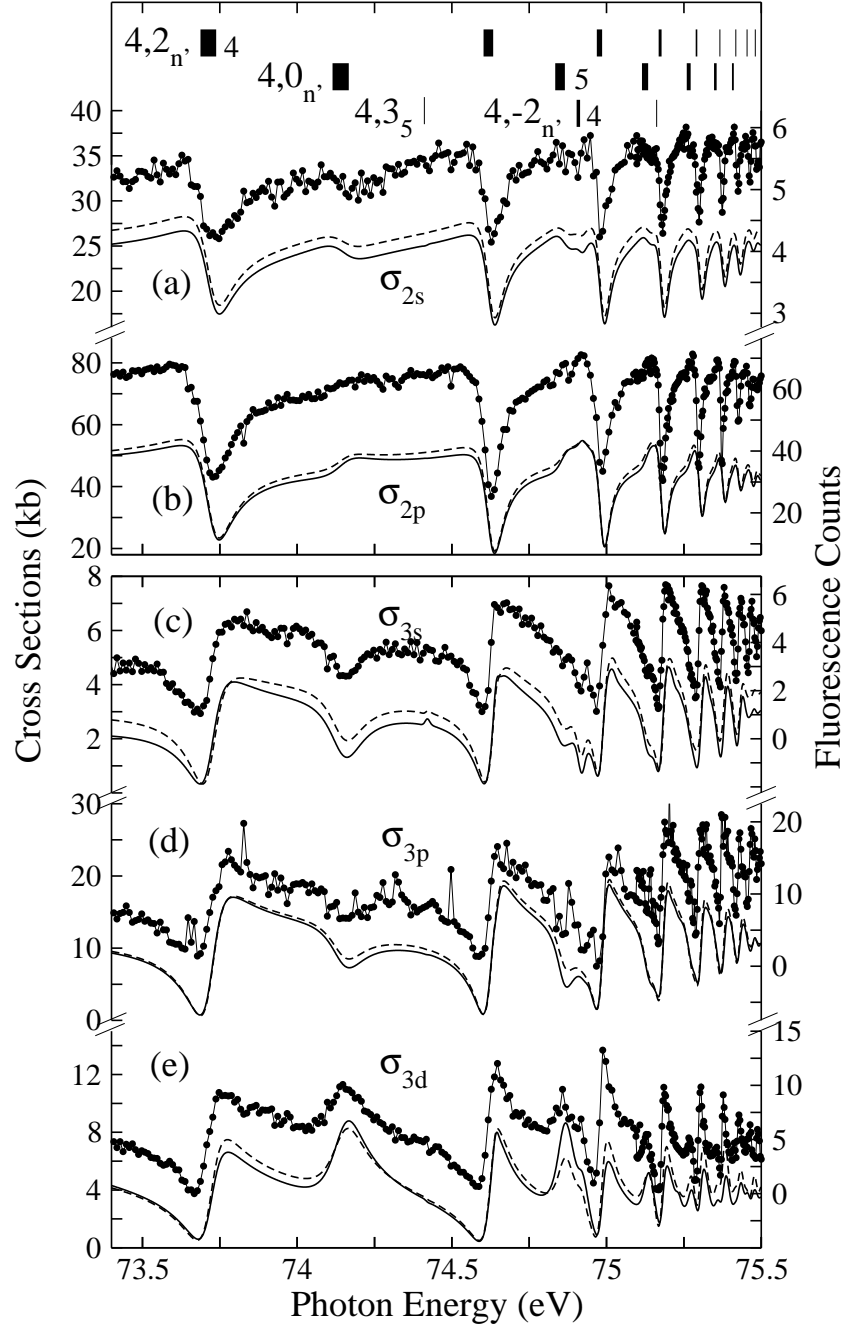 4,2n' 4
4,0n' 5
4,35 4,-2n' 4
40 6
35
30 5
25 4
20 (a) σ2s
3
80 60
60 40
40 (b) σ2p 20
20
8 (c) σ3s 6
6 4
4 2
2 0
30 (d) σ3p 20
20 10
10 0
0
15
12 (e) σ3d 10
8 5
4 0
0
73.5 74 74.5 75 75.5
Photon Energy (eV)
Cross Sections (kb)
Fluorescence Counts